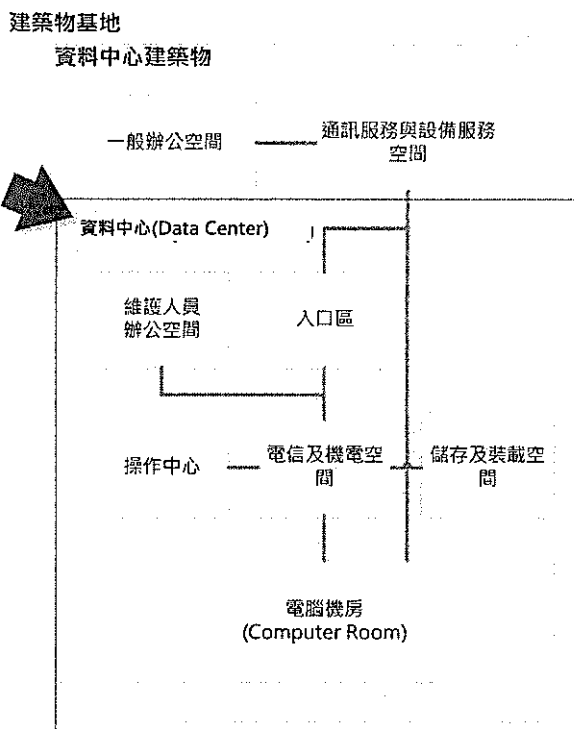 建築物基地
資料中心建築物
一般辦公空間
通訊服務與設備服務
空間
資料中心(Data Center)
維護人員
辦公空間
入口區
操作中心
電信及機電空
間
儲存及裝載空
間
電腦機房
(Computer Room)